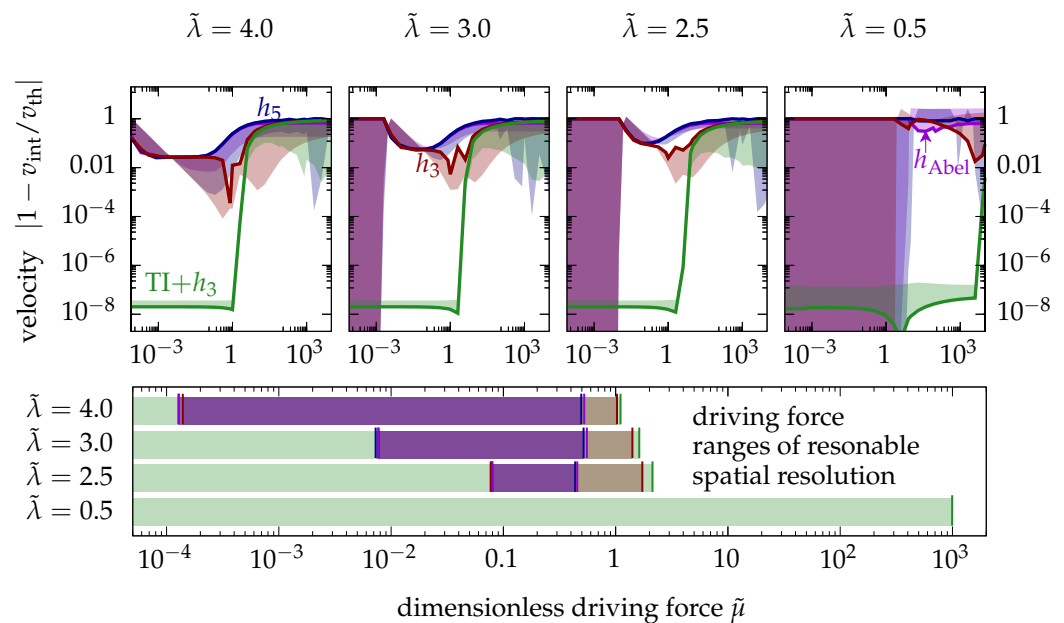 λ̃ = 4.0 λ̃ = 3.0 λ̃ = 2.5 λ̃ = 0.5
velocity |1 − v_int/v_th|
1
0.01
10⁻⁴
10⁻⁶
10⁻⁸
h₅
h₃
h_Abel
TI+h₃
1
0.01
10⁻⁴
10⁻⁶
10⁻⁸
10⁻³ 1 10³ 10⁻³ 1 10³ 10⁻³ 1 10³ 10⁻³ 1 10³
λ̃ = 4.0
λ̃ = 3.0
λ̃ = 2.5
λ̃ = 0.5
driving force
ranges of resonable
spatial resolution
10⁻⁴ 10⁻³ 10⁻² 0.1 1 10 10² 10³
dimensionless driving force μ̃